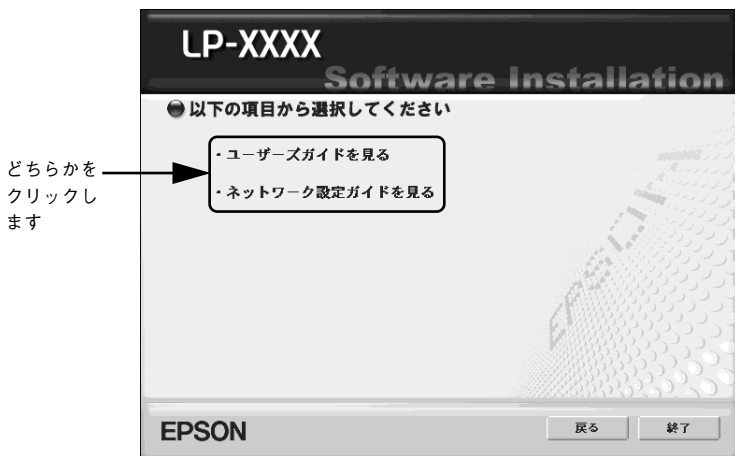 LP-XXXX
Software Installation
以下の項目から選択してください
・ユーザーズガイドを見る
・ネットワーク設定ガイドを見る
どちらかを
クリックし
ます
EPSON
EPSON
戻る
終了